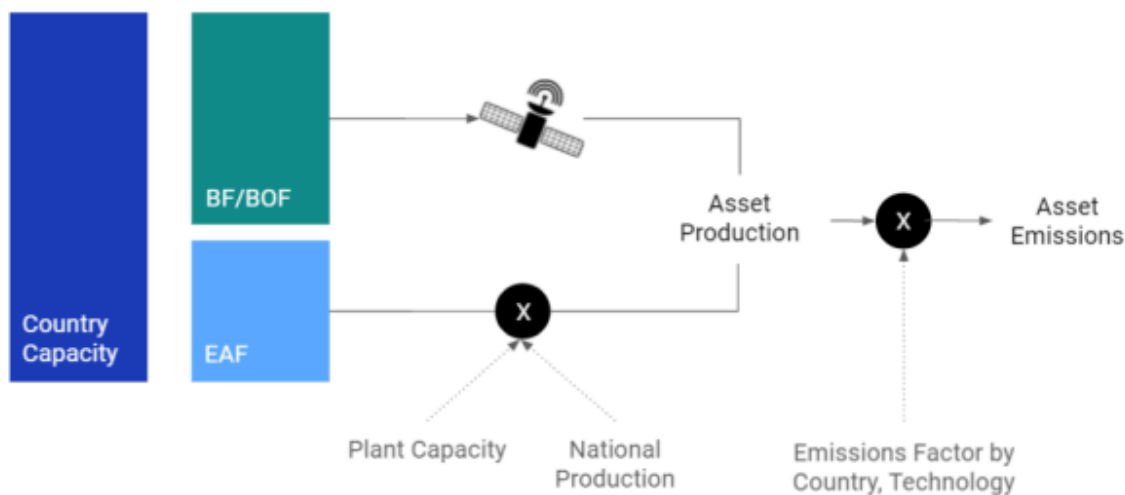 BF/BOF
Asset
Production
X
Asset
Emissions
Country
Capacity
EAF
X
Plant Capacity
National
Production
Emissions Factor by
Country, Technology